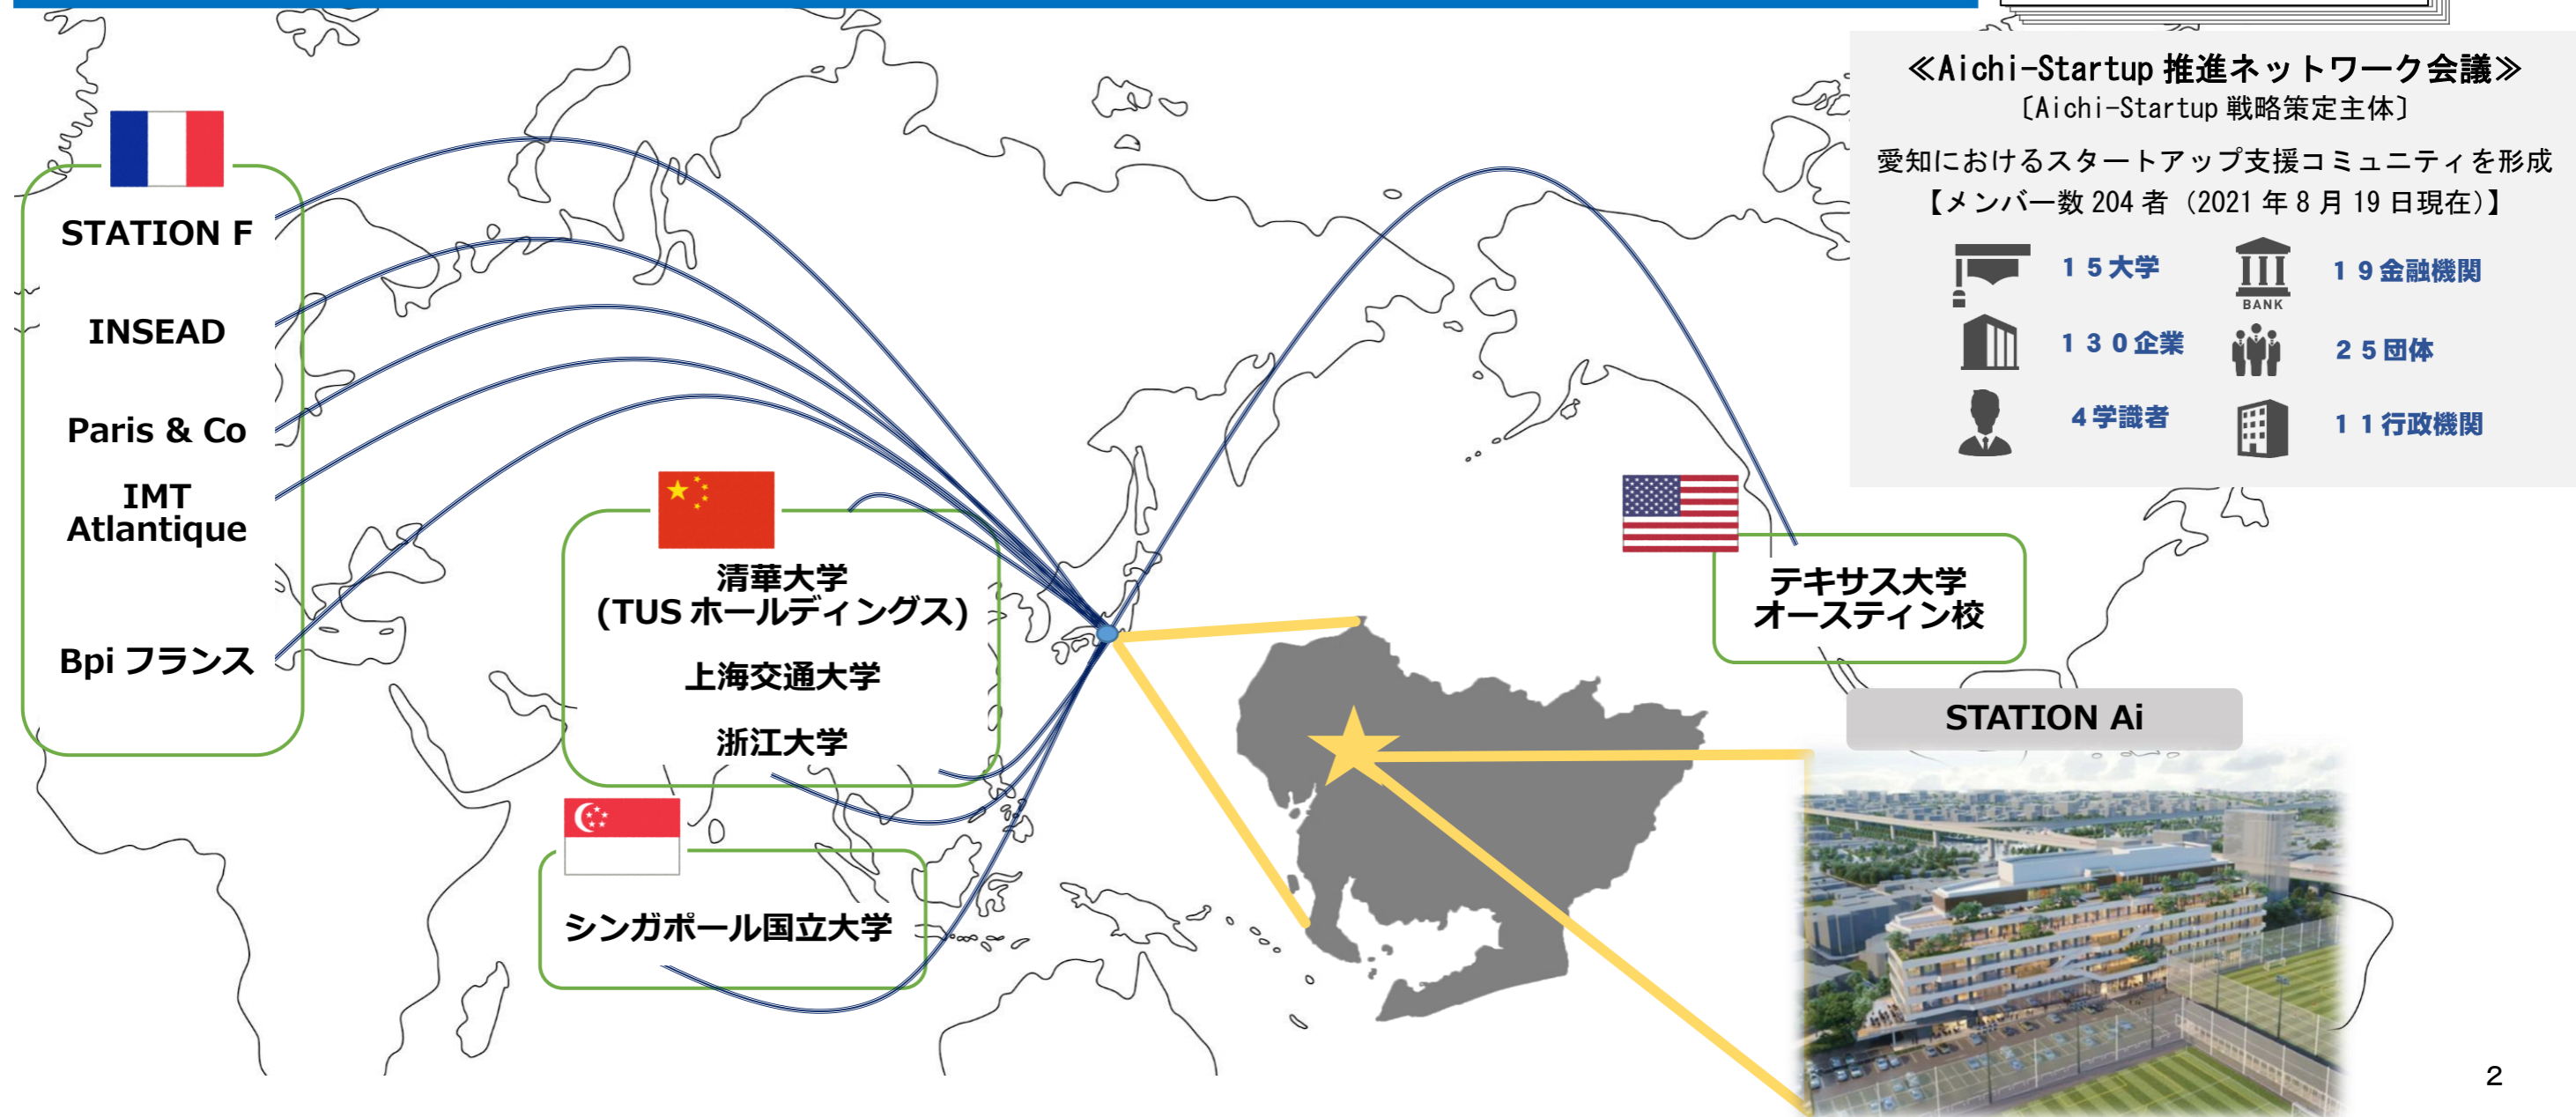 ≪Aichi-Startup 推進ネットワーク会議≫
〔Aichi-Startup 戦略策定主体〕
愛知におけるスタートアップ支援コミュニティを形成
【メンバー数 204 者（2021 年 8 月 19 日現在）】
１５大学
１９金融機関
BANK
１３０企業
２５団体
４学識者
１１行政機関
STATION F
INSEAD
Paris & Co
IMT
Atlantique
Bpi フランス
清華大学
(TUS ホールディングス)
上海交通大学
浙江大学
シンガポール国立大学
テキサス大学
オースティン校
STATION Ai
2